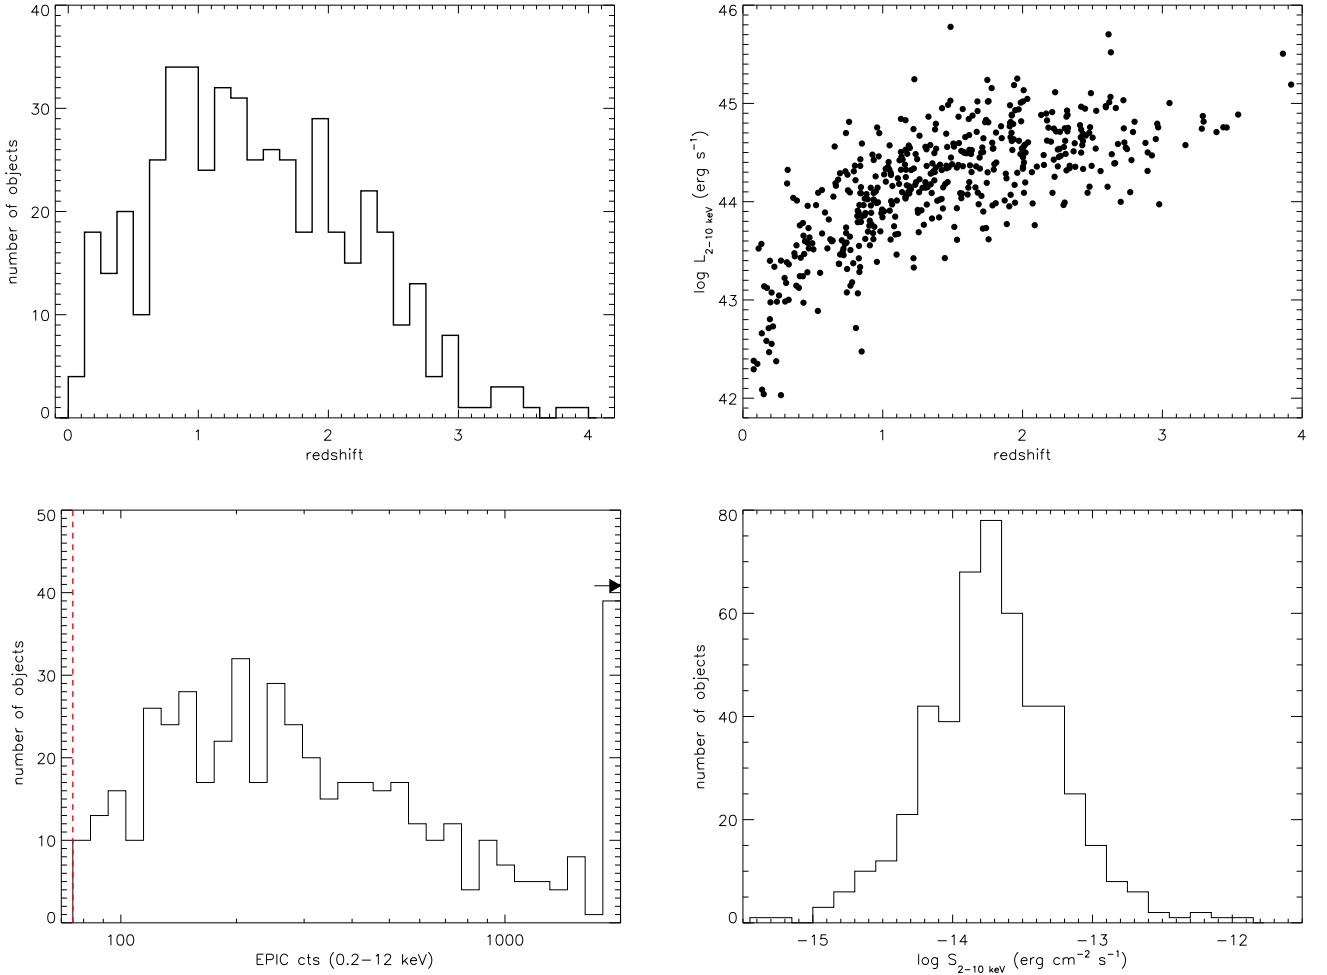 40
30
20
10
0
number of objects
0 1 2 3 4
redshift
46
45
44
43
42
log L2−10 keV (erg s−1)
0 1 2 3 4
redshift
50
40
30
20
10
0
number of objects
100 1000
EPIC cts (0.2−12 keV)
80
60
40
20
0
number of objects
−15 −14 −13 −12
log S2−10 keV (erg cm−2 s−1)